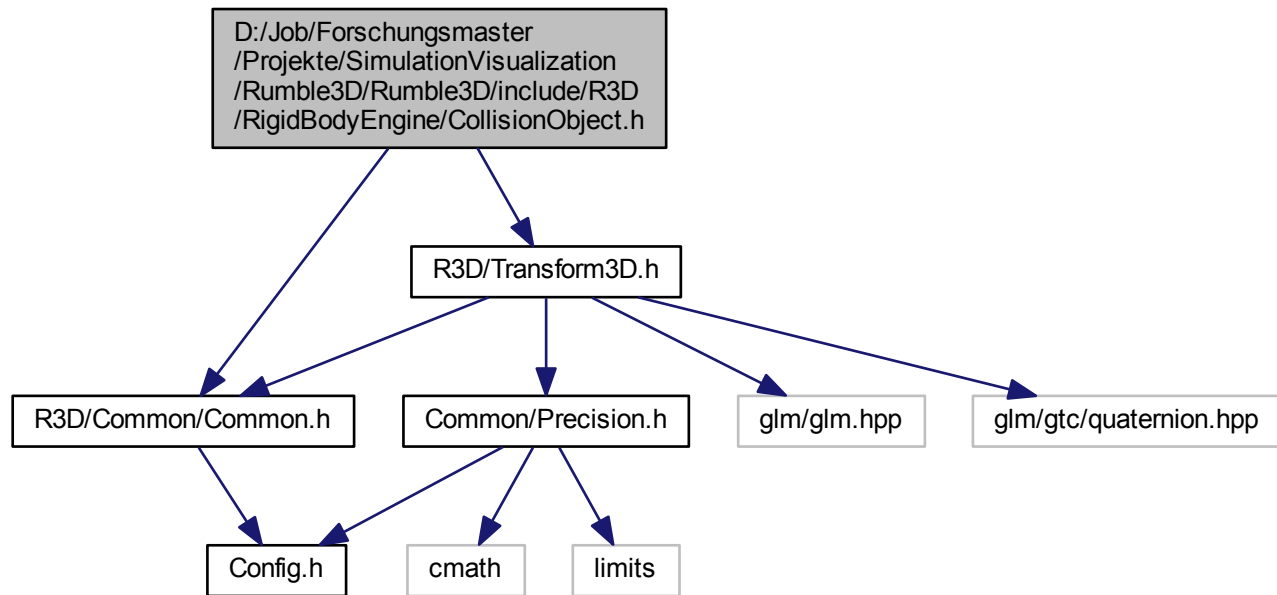 D:/Job/Forschungsmaster
/Projekte/SimulationVisualization
/Rumble3D/Rumble3D/include/R3D
/RigidBodyEngine/CollisionObject.h
R3D/Transform3D.h
R3D/Common/Common.h
Common/Precision.h
glm/glm.hpp
glm/gtc/quaternion.hpp
Config.h
cmath
limits